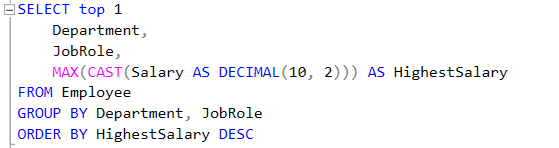 SELECT top 1
    Department,
    JobRole,
    MAX(CAST(Salary AS DECIMAL(10, 2))) AS HighestSalary
FROM Employee
GROUP BY Department, JobRole
ORDER BY HighestSalary DESC